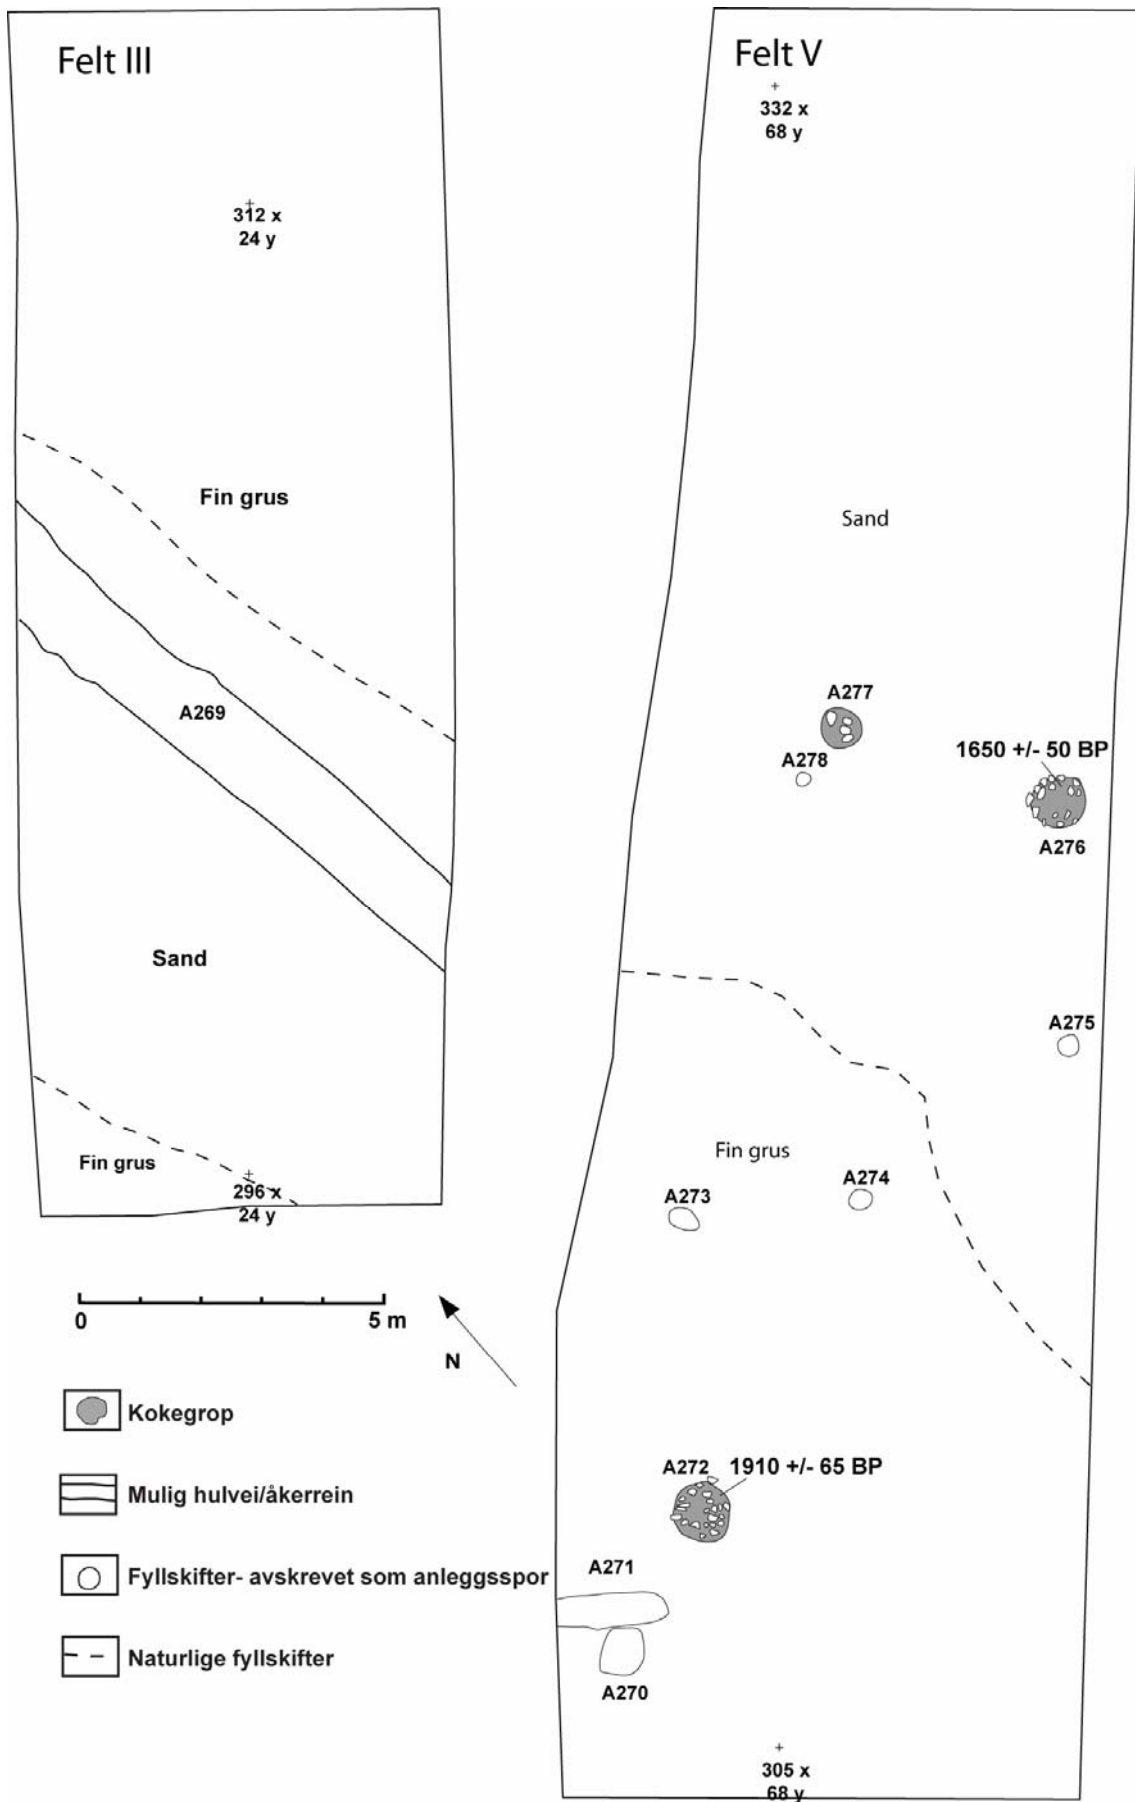 Felt III
312 x
24 y
Fin grus
A269
Sand
Fin grus
296 x
24 y
0 5 m
N
Kokegrop
Mulig hulvei/åkerrein
Fyllskifter- avskrevet som anleggsspor
Naturlige fyllskifter
Felt V
332 x
68 y
Sand
A277
A278
1650 +/- 50 BP
A276
A275
Fin grus
A274
A273
A272
1910 +/- 65 BP
A271
A270
305 x
68 y